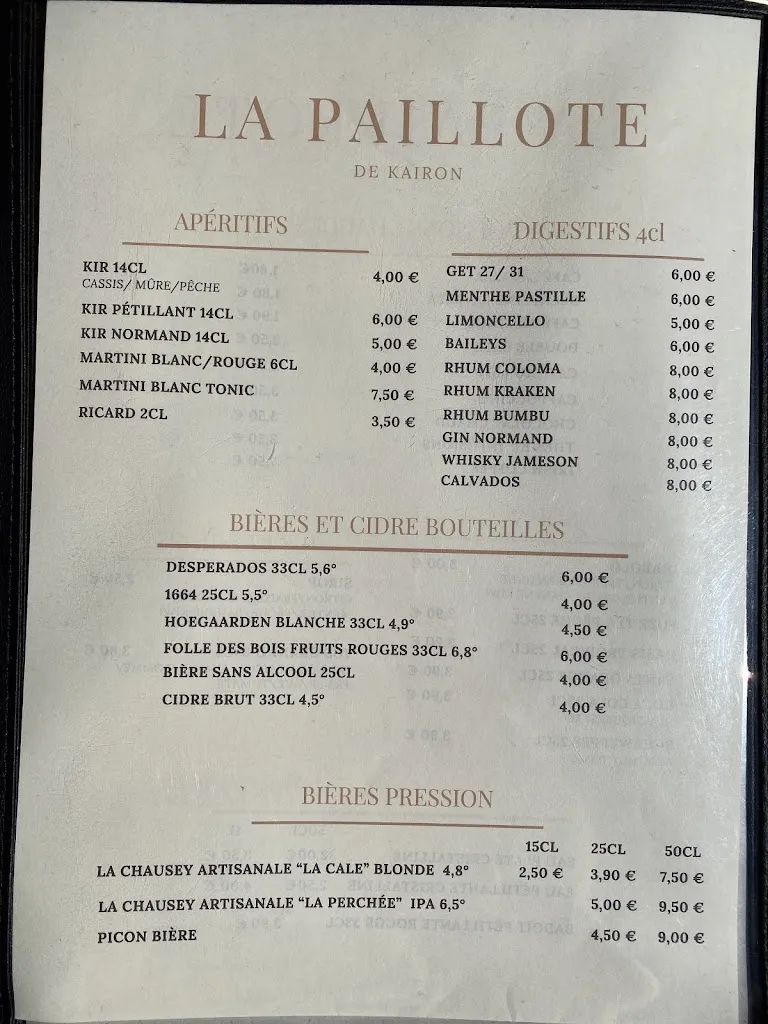 LA PAILLOTE
DE KAIRON
APÉRITIFS
KIR 14CL 4,00 €
CASSIS/ MÛRE/PÊCHE
KIR PÉTILLANT 14CL 6,00 €
KIR NORMAND 14CL 5,00 €
MARTINI BLANC/ROUGE 6CL 4,00 €
MARTINI BLANC TONIC 7,50 €
RICARD 2CL 3,50 €
DIGESTIFS 4cl
GET 27/ 31 6,00 €
MENTHE PASTILLE 6,00 €
LIMONCELLO 5,00 €
BAILEYS 6,00 €
RHUM COLOMA 8,00 €
RHUM KRAKEN 8,00 €
RHUM BUMBU 8,00 €
GIN NORMAND 8,00 €
WHISKY JAMESON 8,00 €
CALVADOS 8,00 €
BIÈRES ET CIDRE BOUTEILLES
DESPERADOS 33CL 5,6° 6,00 €
1664 25CL 5,5° 4,00 €
HOEGAARDEN BLANCHE 33CL 4,9° 4,50 €
FOLLE DES BOIS FRUITS ROUGES 33CL 6,8° 6,00 €
BIÈRE SANS ALCOOL 25CL 4,00 €
CIDRE BRUT 33CL 4,5° 4,00 €
BIÈRES PRESSION
15CL 25CL 50CL
LA CHAUSEY ARTISANALE “LA CALE” BLONDE 4,8° 2,50 € 3,90 € 7,50 €
LA CHAUSEY ARTISANALE “LA PERCHÉE” IPA 6,5° 5,00 € 9,50 €
PICON BIÈRE 4,50 € 9,00 €